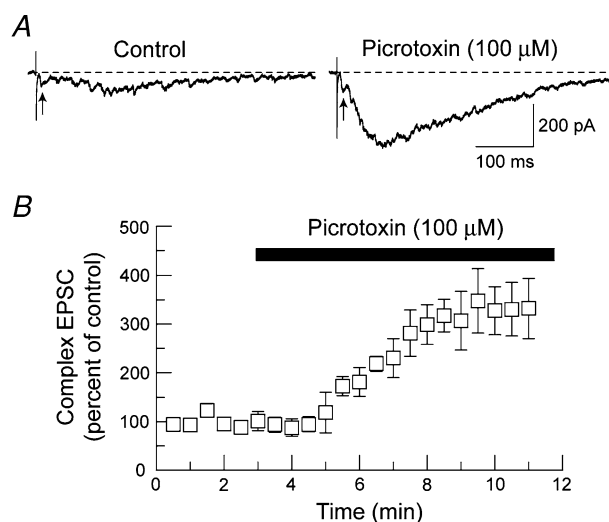 A
Control
Picrotoxin (100 μM)
200 pA
100 ms
B
Picrotoxin (100 μM)
Complex EPSC
(percent of control)
500
400
300
200
100
0
0 2 4 6 8 10 12
Time (min)